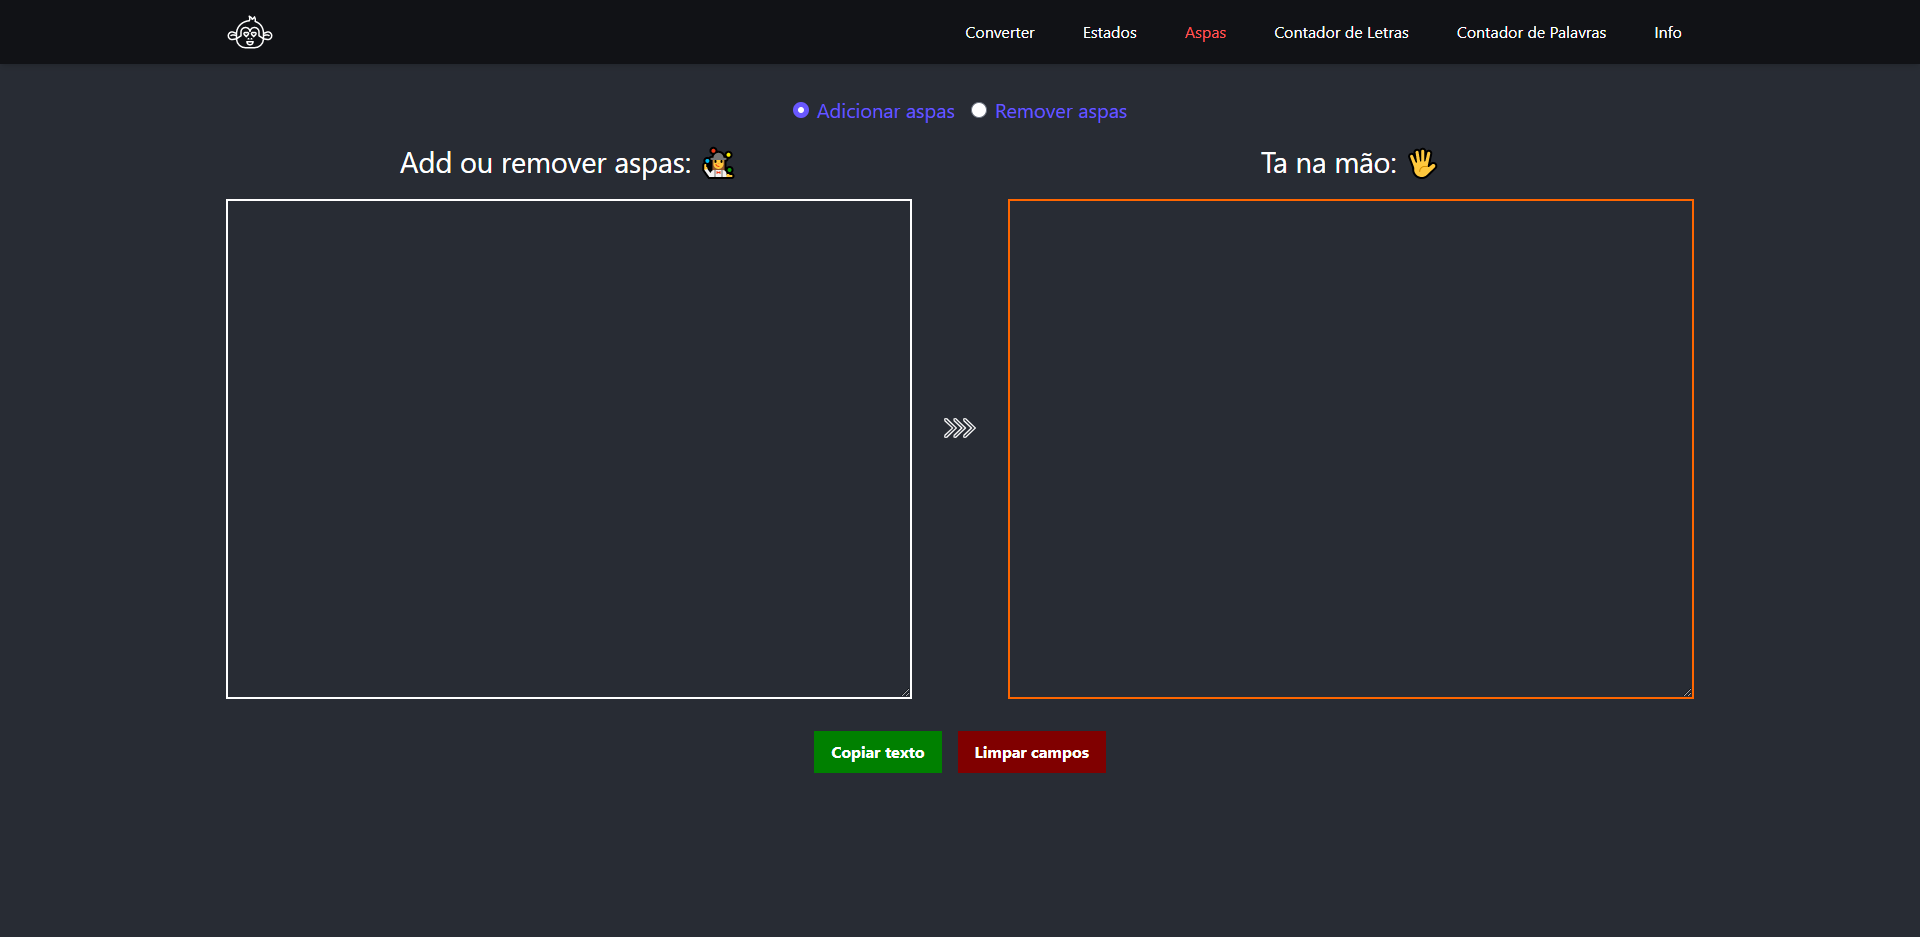 Converter Estados Aspas Contador de Letras Contador de Palavras Info
Adicionar aspas Remover aspas
Add ou remover aspas:
Ta na mão:
Copiar texto Limpar campos